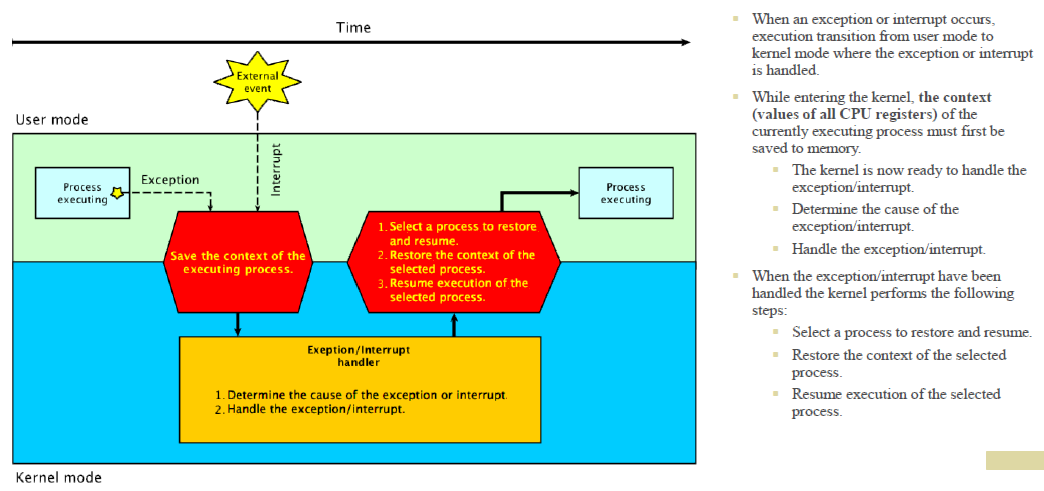 Time
External
event
User mode
Process
executing
Exception
Interrupt
Process
executing
Save the context of the
executing process.
1. Select a process to restore
and resume.
2. Restore the context of the
selected process.
3. Resume execution of the
selected process.
Exeption/Interrupt
handler
1. Determine the cause of the exception or interrupt.
2. Handle the exception/interrupt.
Kernel mode
When an exception or interrupt occurs,
execution transition from user mode to
kernel mode where the exception or interrupt
is handled.
While entering the kernel, the context
(values of all CPU registers) of the
currently executing process must first be
saved to memory.
The kernel is now ready to handle the
exception/interrupt.
Determine the cause of the
exception/interrupt.
Handle the exception/interrupt.
When the exception/interrupt have been
handled the kernel performs the following
steps:
Select a process to restore and resume.
Restore the context of the selected
process.
Resume execution of the selected
process.